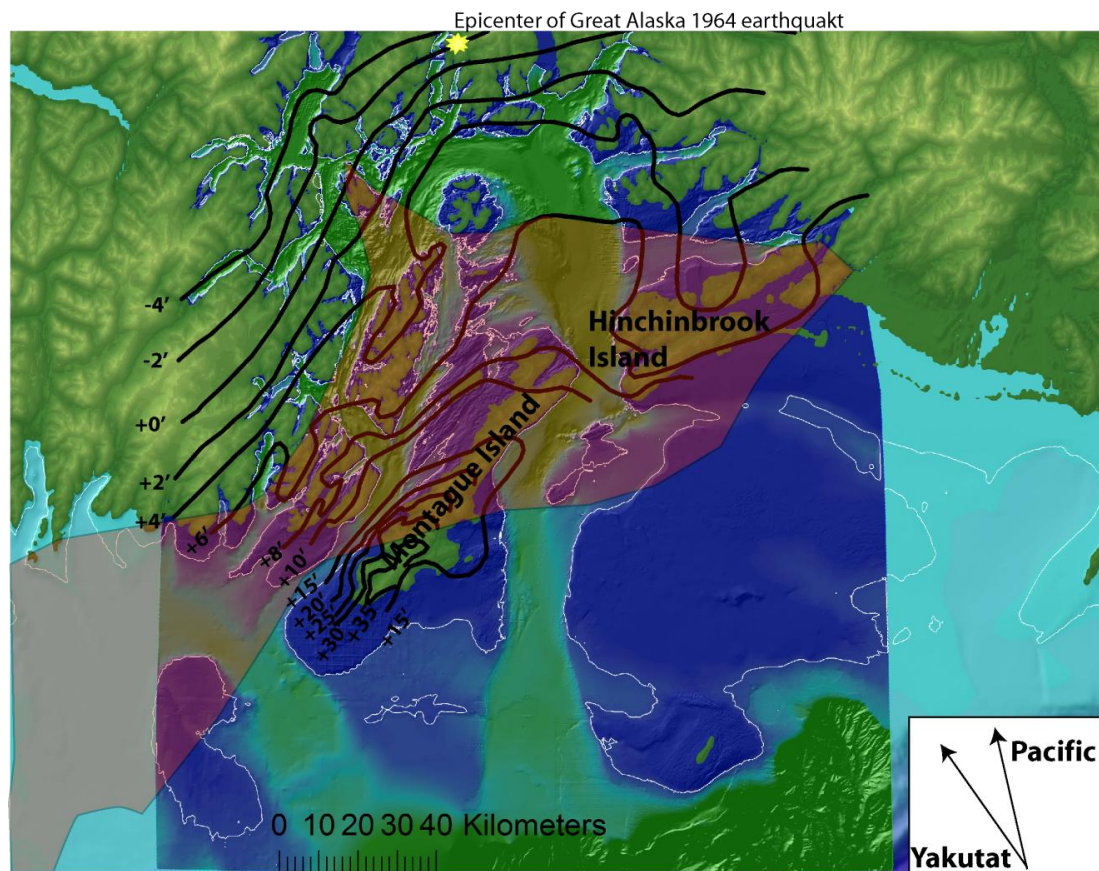 Epicenter of Great Alaska 1964 earthquakt
-4’
-2’
+0’
+2’
+4’
+6’
+8’
+10’
+15’
+20’
+25’
+30’
+35’
+15’
Hinchinbrook
Island
Montague Island
0 10 20 30 40 Kilometers
Pacific
Yakutat